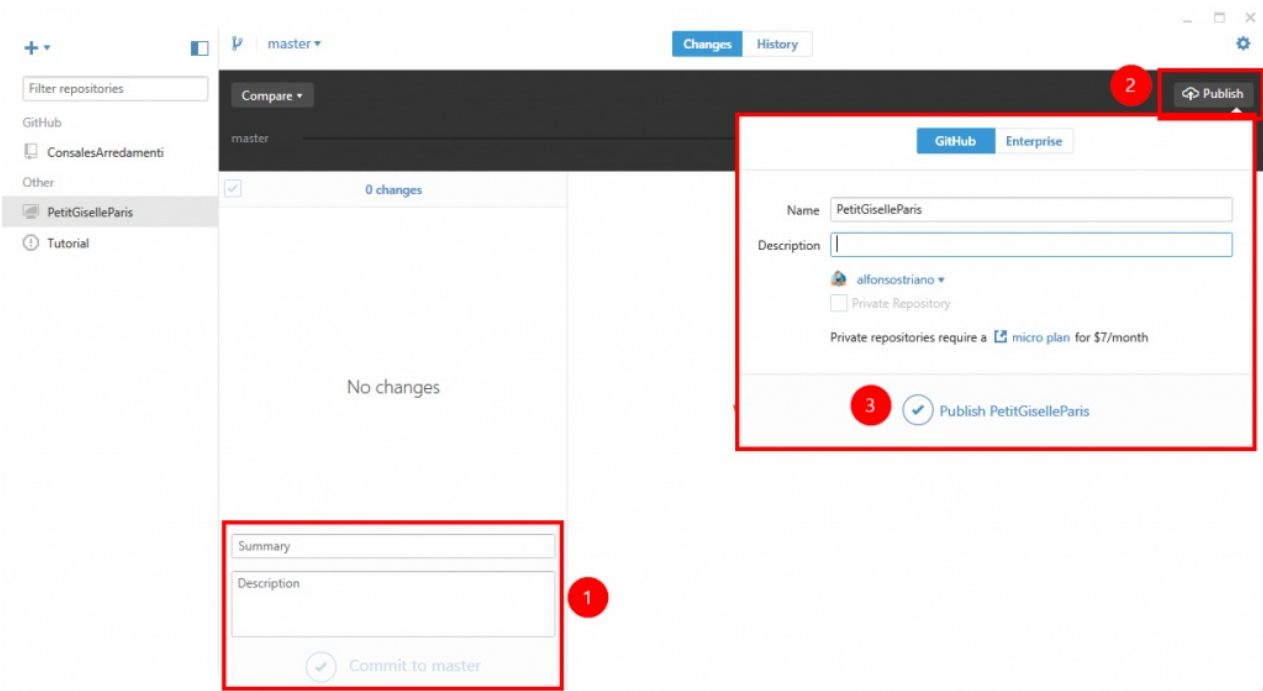 master
Changes
History
Filter repositories
GitHub
ConsalesArredamenti
Other
PetitGiselleParis
Tutorial
Compare
2
Publish
master
0 changes
No changes
GitHub
Enterprise
Name
PetitGiselleParis
Description
alfonsostriano
Private Repository
Private repositories require a micro plan for $7/month
3
Publish PetitGiselleParis
Summary
Description
1
Commit to master